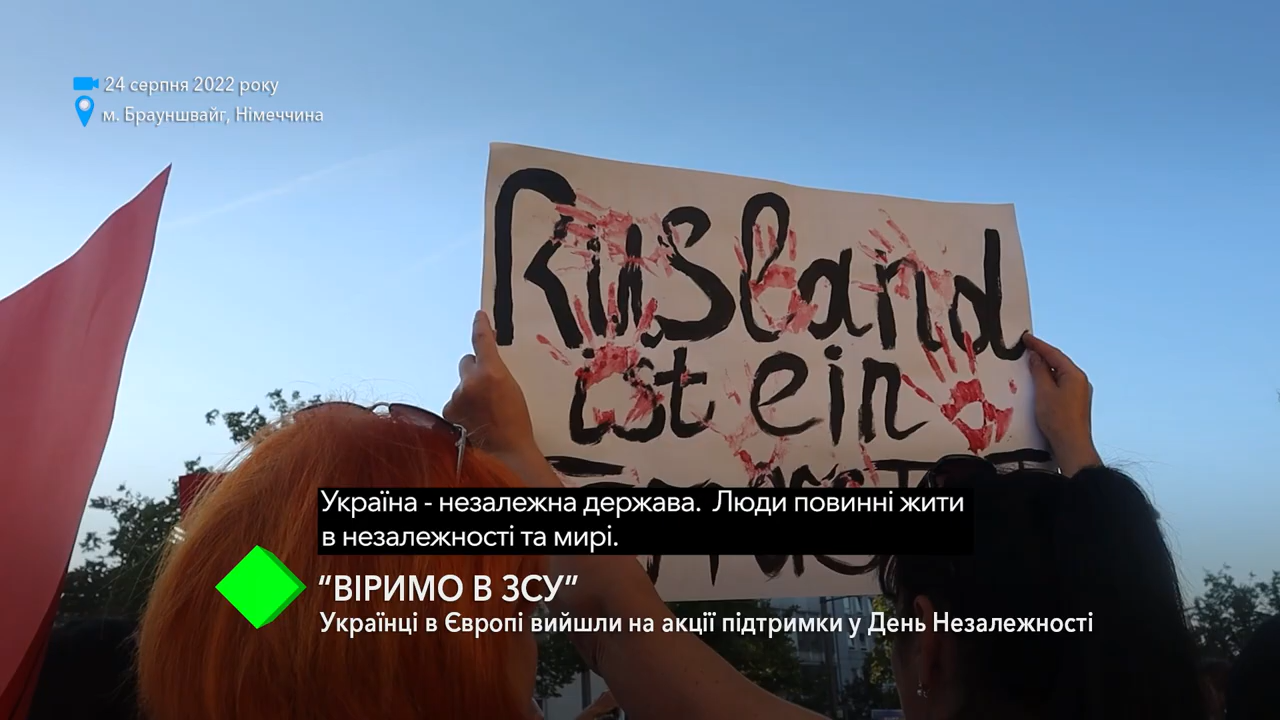 24 серпня 2022 року
м. Брауншвайг, Німеччина
Rusland
ist ein
Україна - незалежна держава. Люди повинні жити
в незалежності та мирі.
“ВІРИМО В ЗСУ”
Українці в Європі вийшли на акції підтримки у День Незалежності